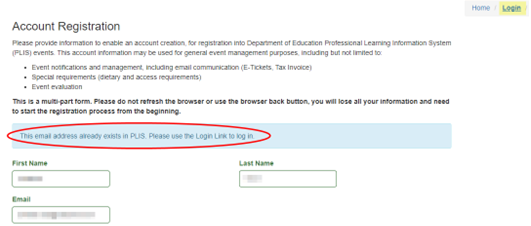 Home / Login /
Account Registration
Please provide information to enable an account creation, for registration into Department of Education Professional Learning Information System
(PLIS) events. This account information may be used for general event management purposes, including but not limited to:
• Event notifications and management, including email communication (E-Tickets, Tax Invoice)
• Special requirements (dietary and access requirements)
• Event evaluation
This is a multi-part form. Please do not refresh the browser or use the browser back button, you will lose all your information and need
to start the registration process from the beginning.
This email address already exists in PLIS. Please use the Login Link to log in.
First Name Last Name
Email